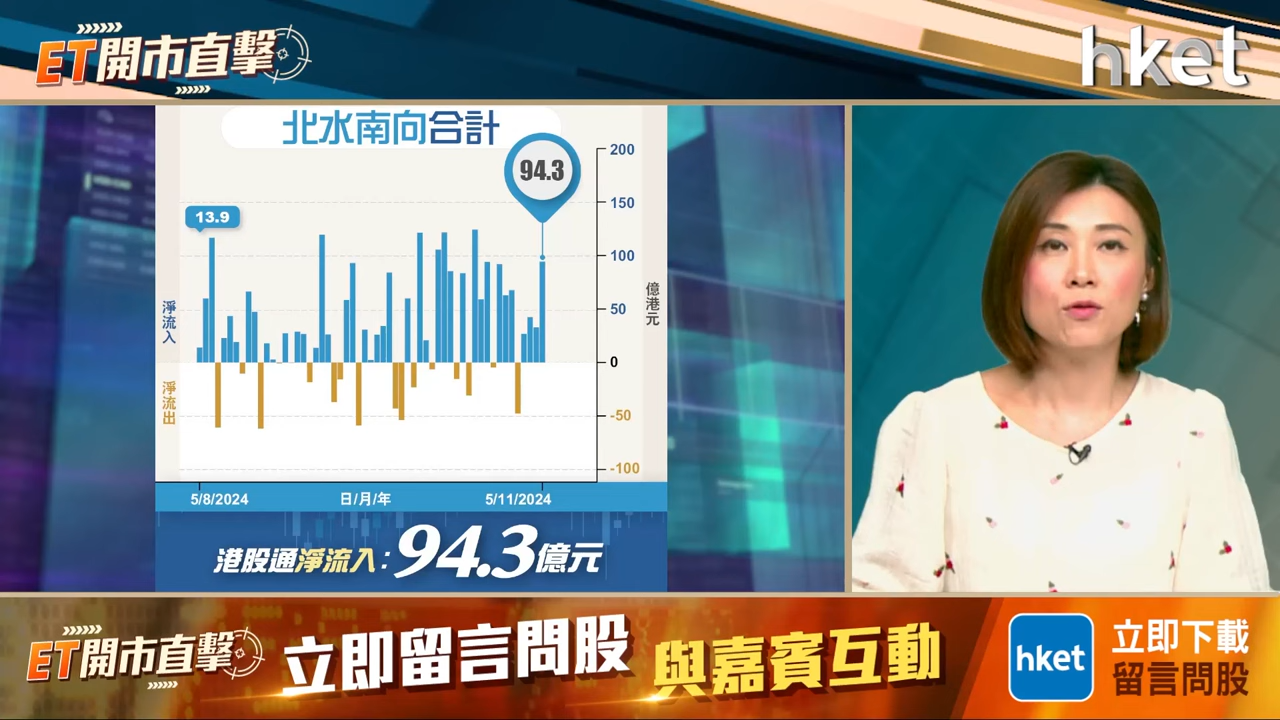 ET開市直擊
hket
北水南向合計
94.3
13.9
200
150
100
50
0
-50
-100
淨流入
淨流出
億港元
5/8/2024
日/月/年
5/11/2024
港股通淨流入:94.3億元
ET開市直擊
立即留言問股 與嘉賓互動
hket
立即下載
留言問股